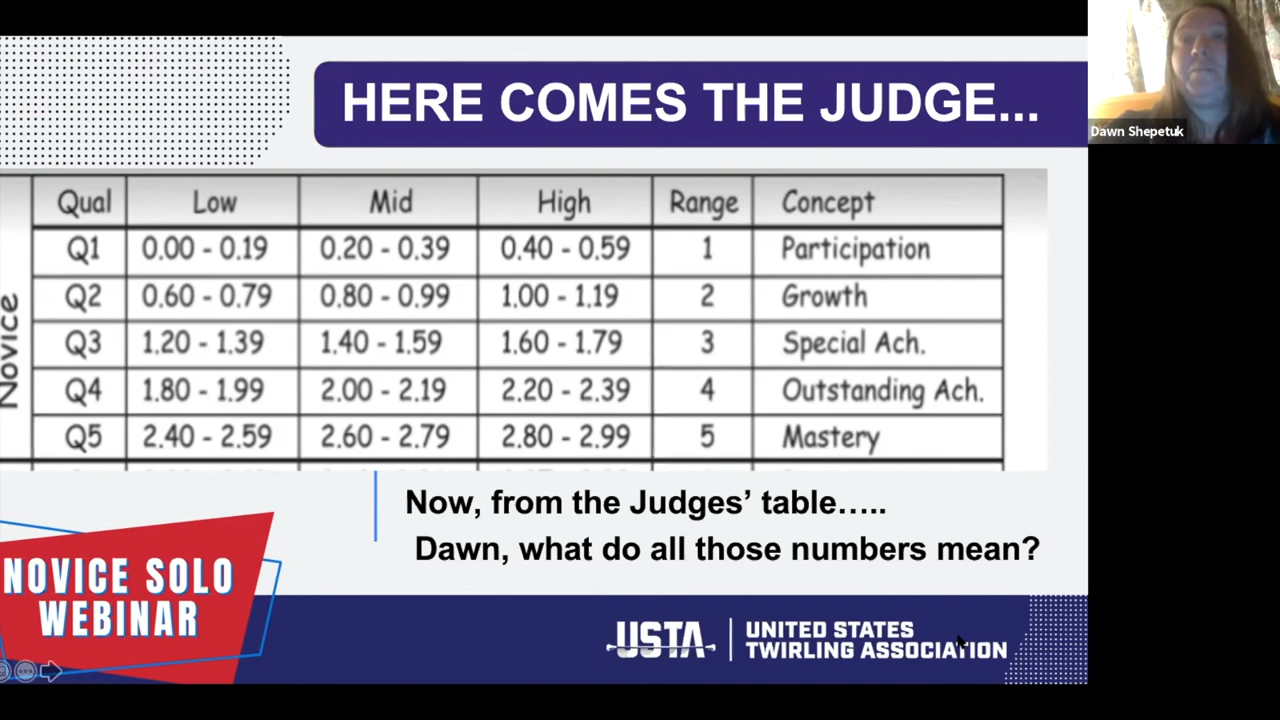 HERE COMES THE JUDGE...
Dawn Shepetuk
Novice
Qual Low Mid High Range Concept
Q1 0.00 - 0.19 0.20 - 0.39 0.40 - 0.59 1 Participation
Q2 0.60 - 0.79 0.80 - 0.99 1.00 - 1.19 2 Growth
Q3 1.20 - 1.39 1.40 - 1.59 1.60 - 1.79 3 Special Ach.
Q4 1.80 - 1.99 2.00 - 2.19 2.20 - 2.39 4 Outstanding Ach.
Q5 2.40 - 2.59 2.60 - 2.79 2.80 - 2.99 5 Mastery
Now, from the Judges’ table…..
Dawn, what do all those numbers mean?
NOVICE SOLO
WEBINAR
USTA
UNITED STATES
TWIRLING ASSOCIATION